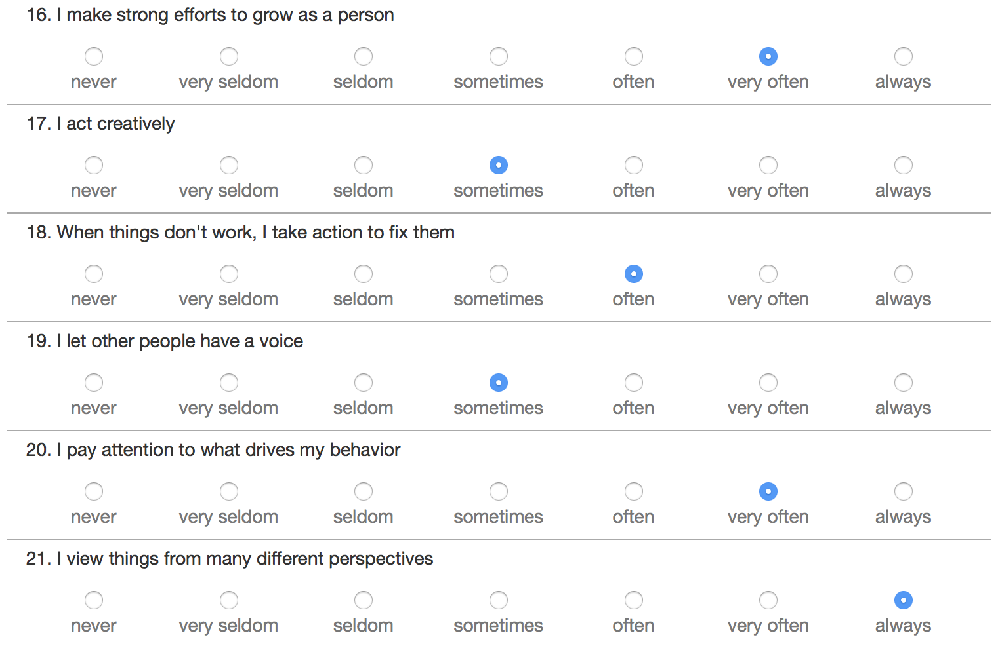 16. I make strong efforts to grow as a person
never very seldom seldom sometimes often very often always
17. I act creatively
never very seldom seldom sometimes often very often always
18. When things don't work, I take action to fix them
never very seldom seldom sometimes often very often always
19. I let other people have a voice
never very seldom seldom sometimes often very often always
20. I pay attention to what drives my behavior
never very seldom seldom sometimes often very often always
21. I view things from many different perspectives
never very seldom seldom sometimes often very often always